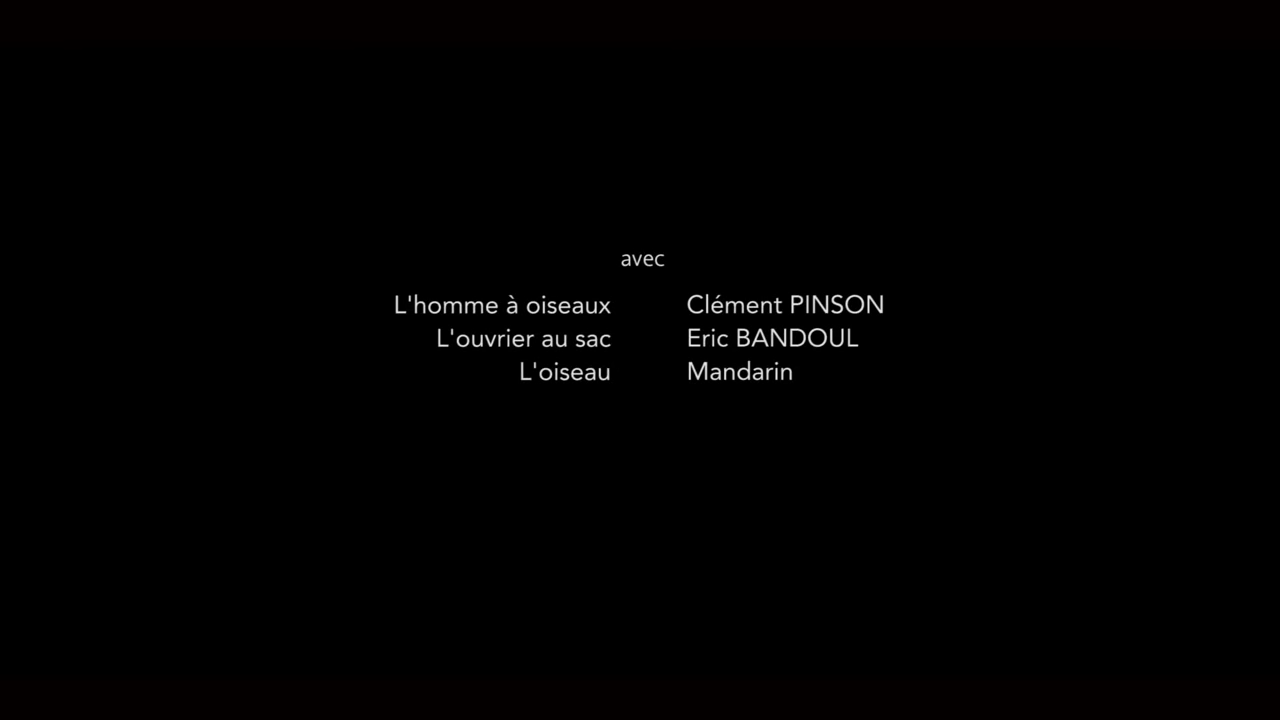 avec
L'homme à oiseaux Clément PINSON
L'ouvrier au sac Eric BANDOUL
L'oiseau Mandarin